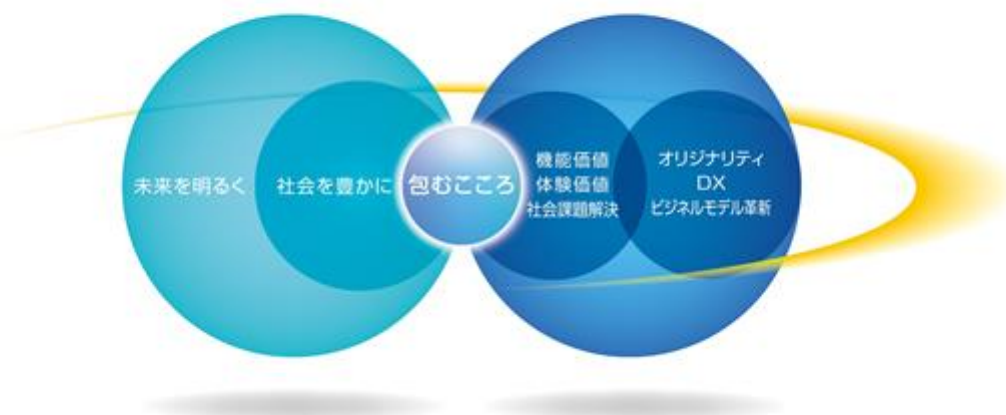 未来を明るく
社会を豊かに
包むこころ
機能価値
体験価値
社会課題解決
オリジナリティ
DX
ビジネルモデル革新